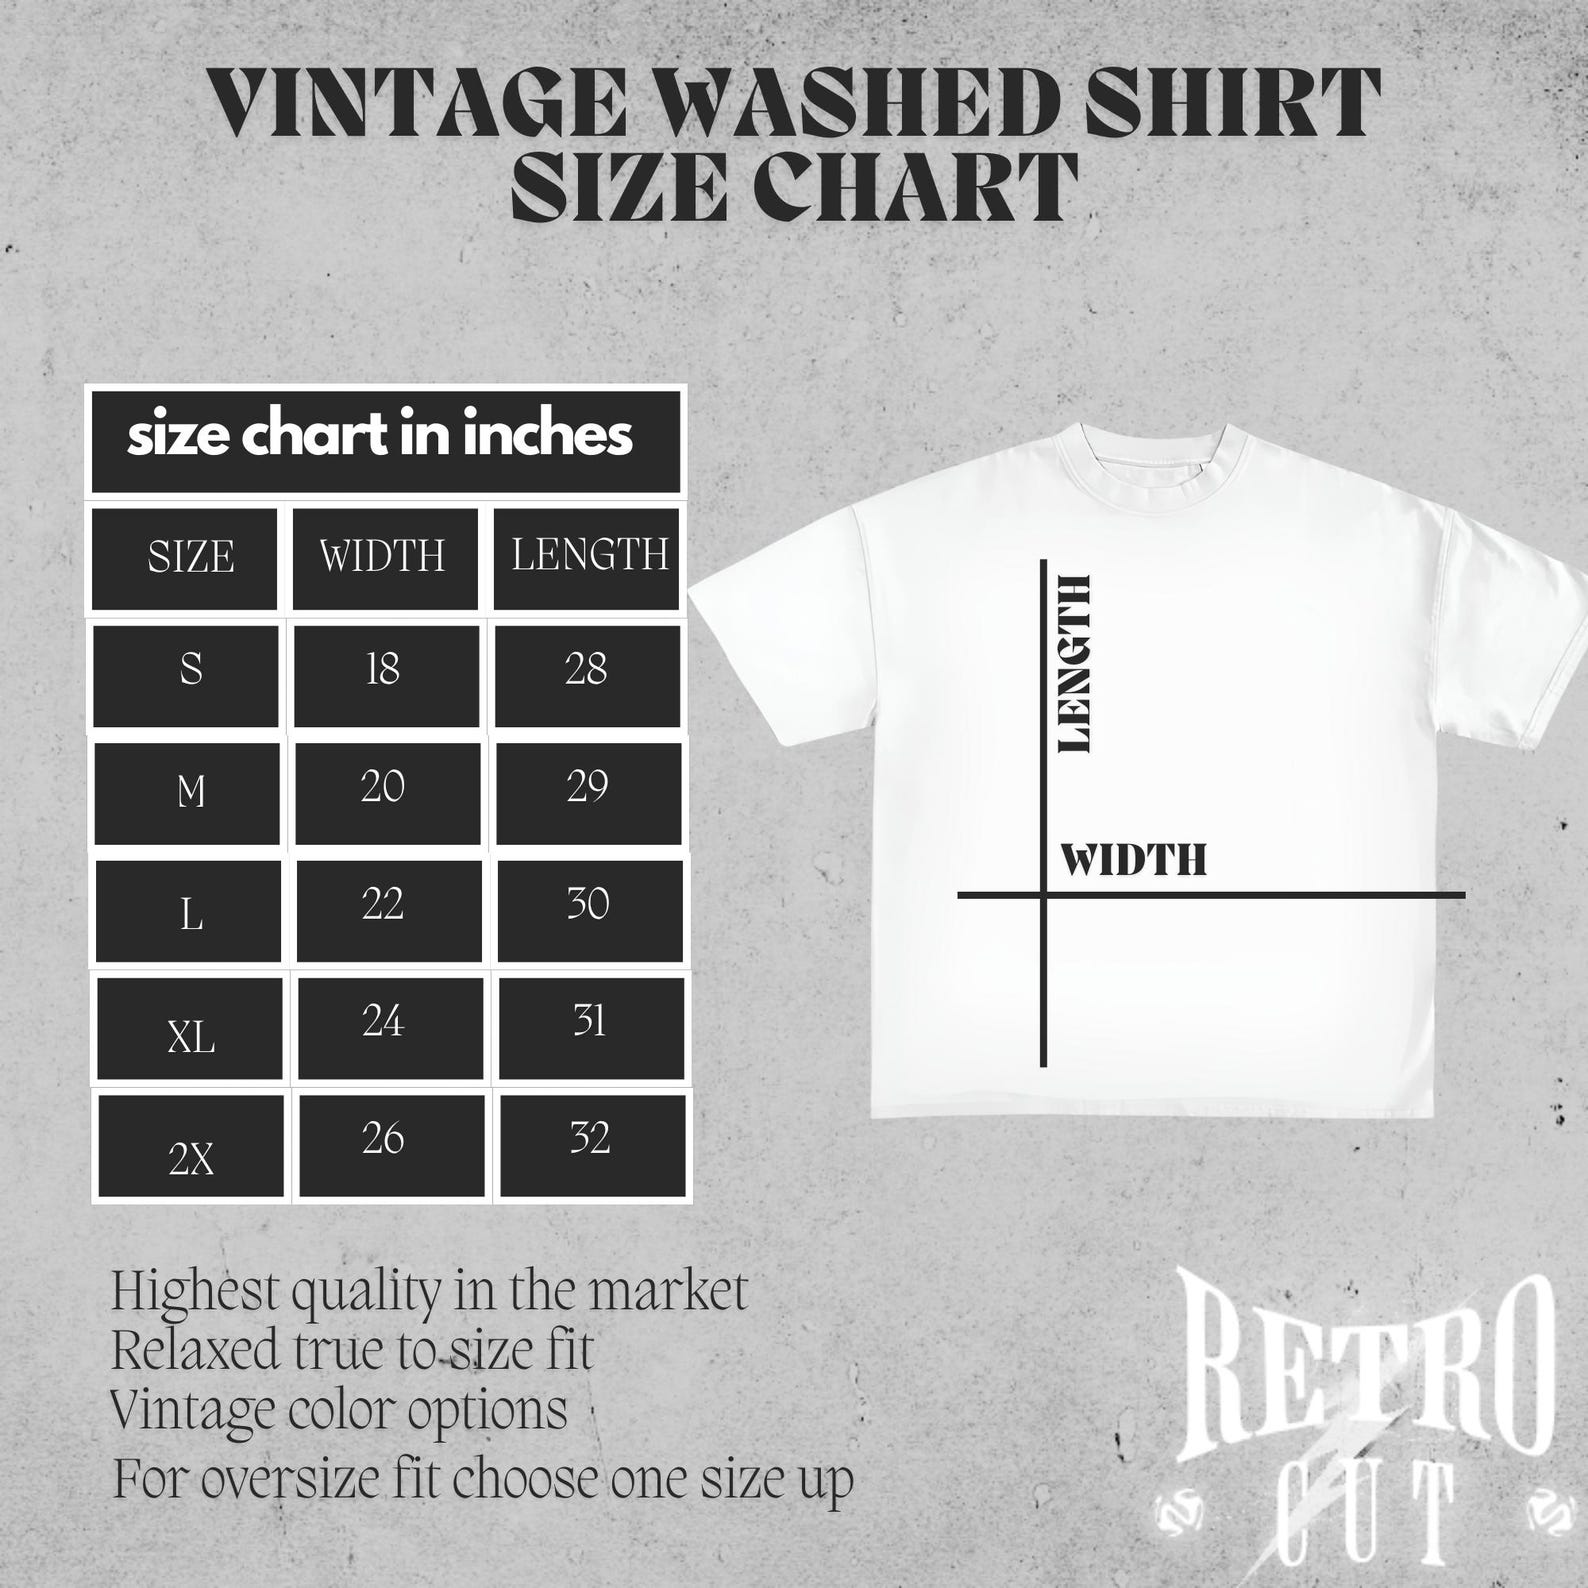 VINTAGE WASHED SHIRT
SIZE CHART
size chart in inches
SIZE WIDTH LENGTH
S 18 28
M 20 29
L 22 30
XL 24 31
2X 26 32
LENGTH
WIDTH
Highest quality in the market
Relaxed true to size fit
Vintage color options
For oversize fit choose one size up
RETRO
CUT